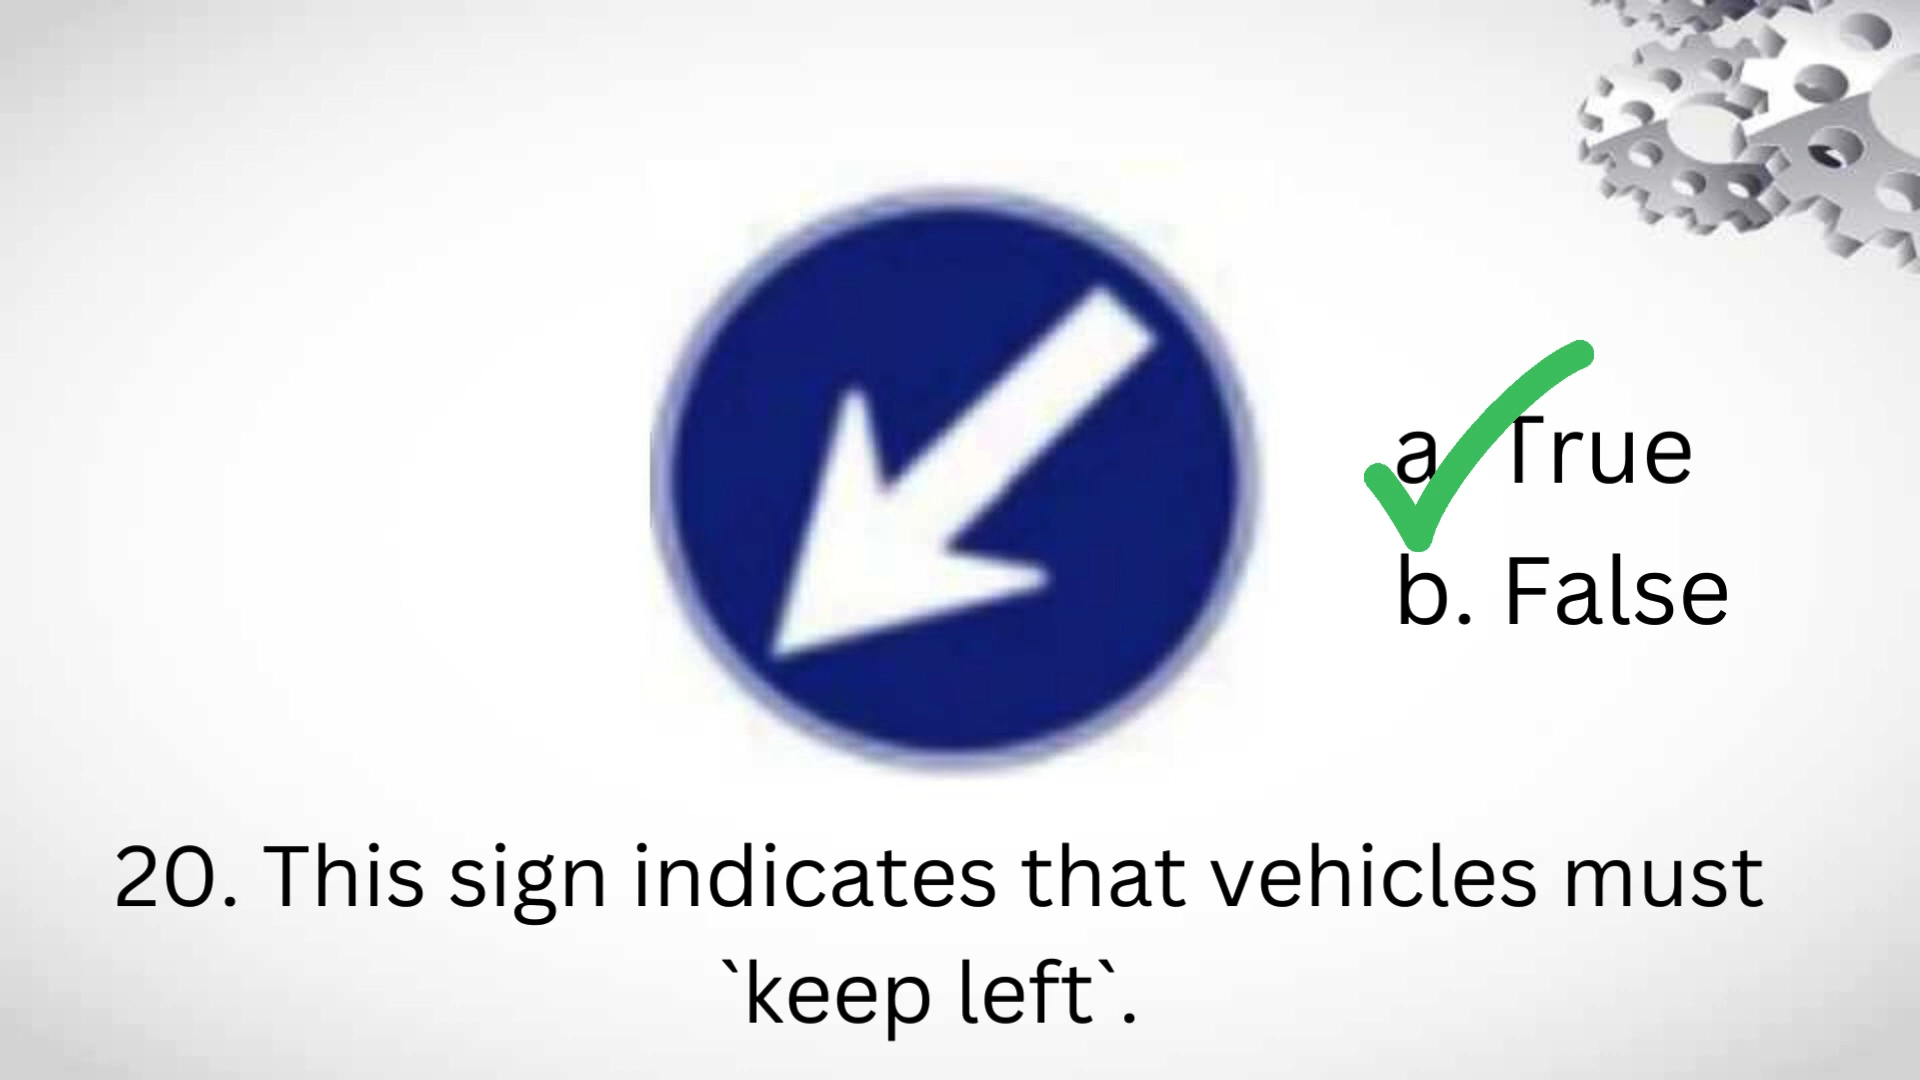 a. True
b. False
20. This sign indicates that vehicles must
`keep left`.